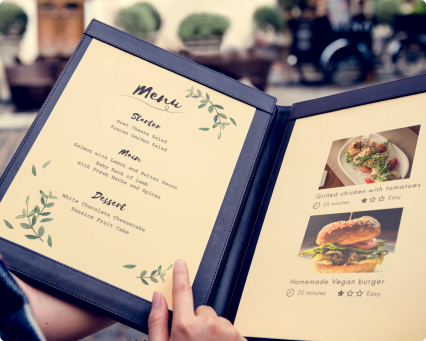 Menu
Starter
Goat Cheese Salad
Tuscan Garden Salad
Main
Salmon with Lemon and Butter Sauce
Baby Rack of Lamb
with Fresh Herbs and Spices
Dessert
White Chocolate Cheesecake
Passion Fruit Cake
Grilled chicken with tomatoes
25 minutes Easy
Homemade Vegan burger
30 minutes Easy